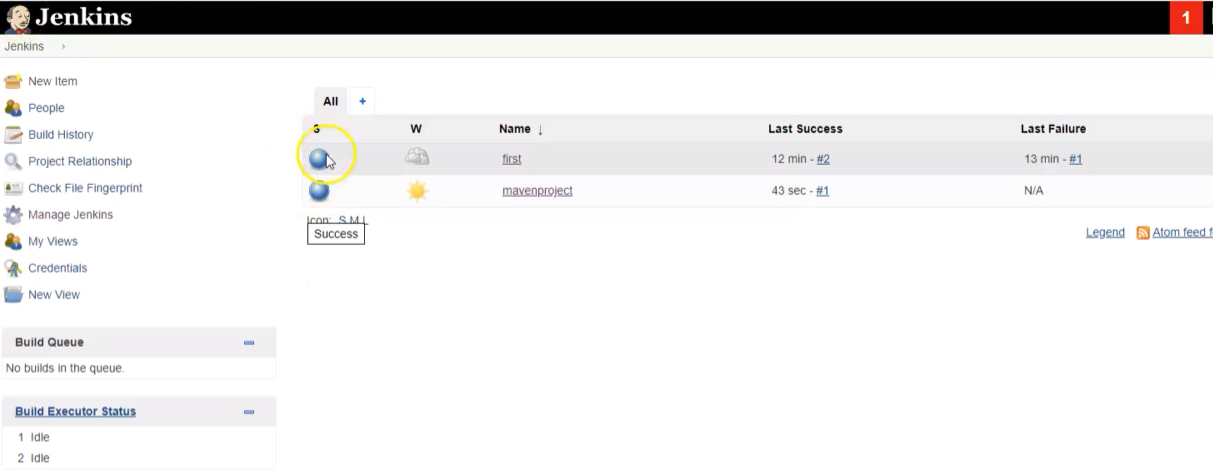 Jenkins
1
Jenkins
New Item
People
Build History
Project Relationship
Check File Fingerprint
Manage Jenkins
My Views
Credentials
New View
Build Queue
No builds in the queue.
Build Executor Status
1 Idle
2 Idle
All +
S W Name ↓ Last Success Last Failure
first 12 min - #2 13 min - #1
mavenproject 43 sec - #1 N/A
Icon: S M L
Success
Legend Atom feed f